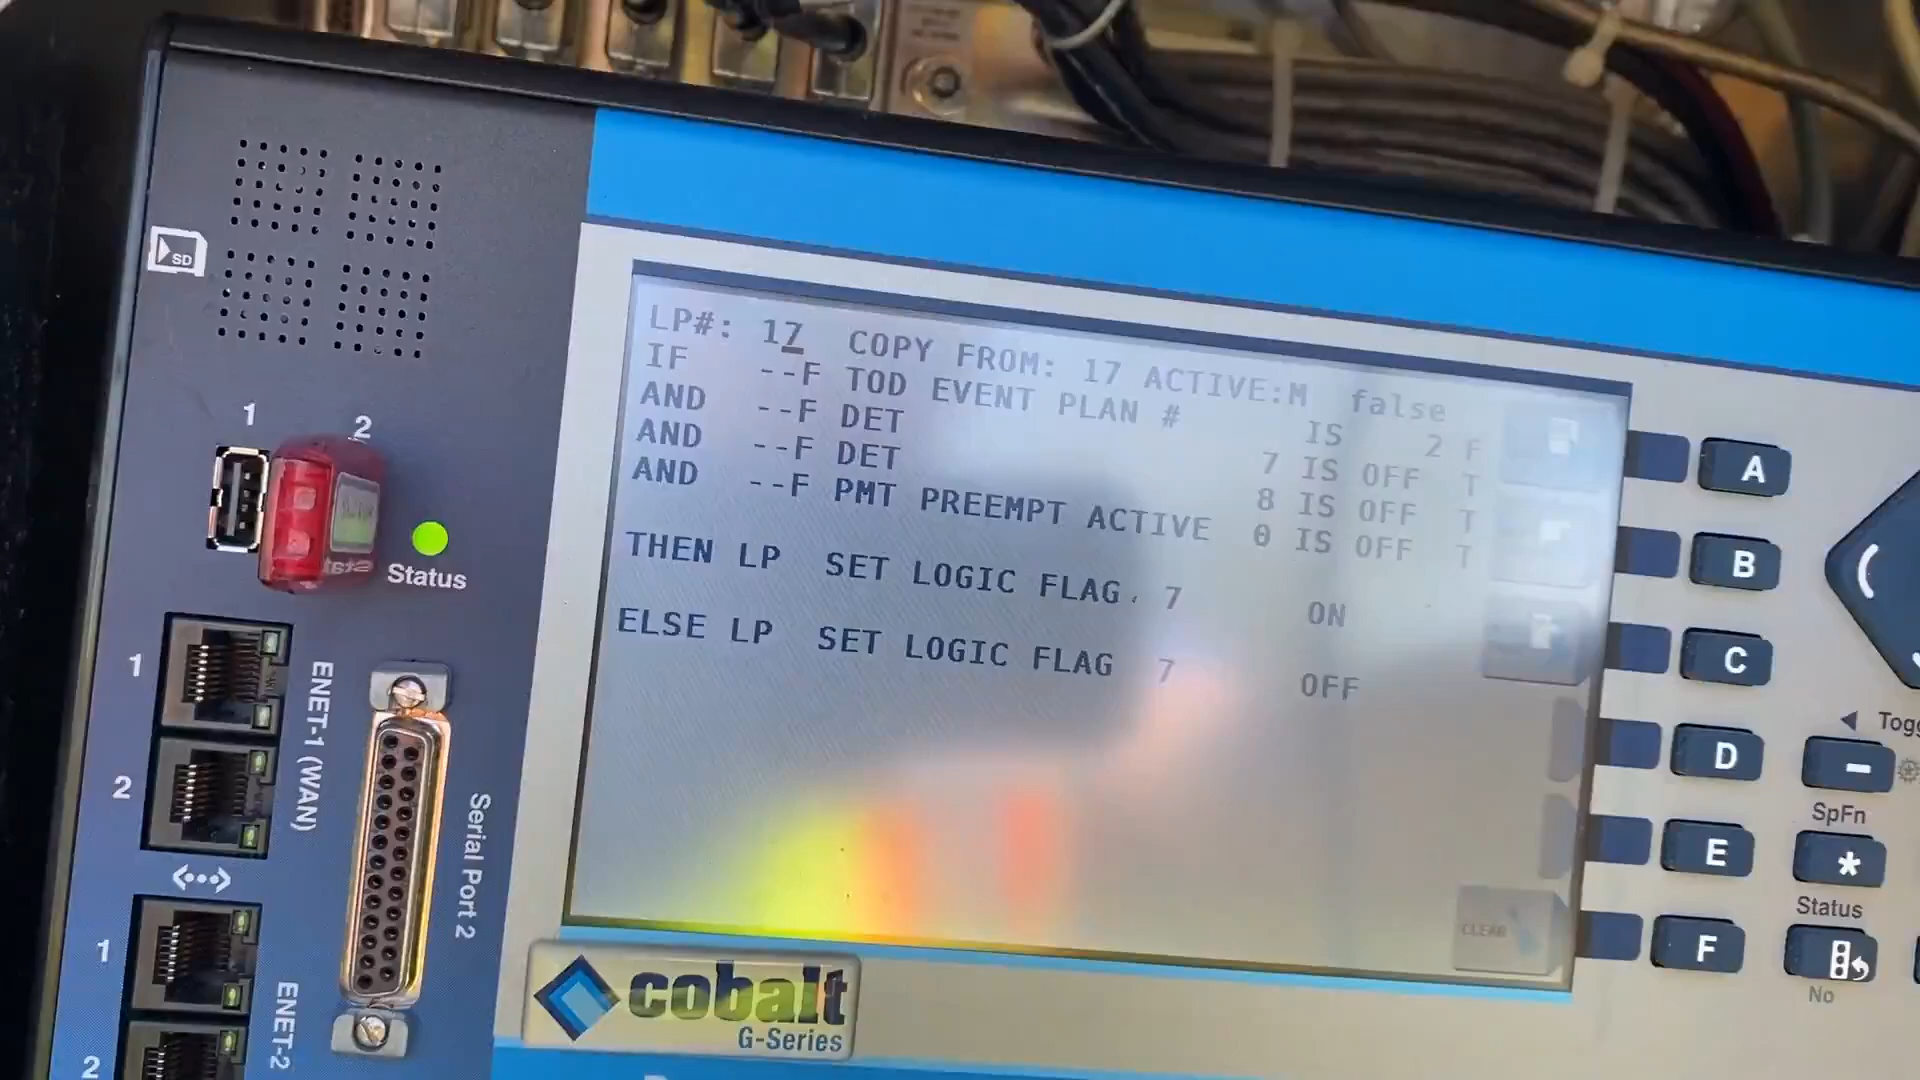 LP#: 17 COPY FROM: 17 ACTIVE:M false
IF --F TOD EVENT PLAN # IS 2 F
AND --F DET 7 IS OFF T
AND --F DET 8 IS OFF T
AND --F PMT PREEMPT ACTIVE 0 IS OFF T
THEN LP SET LOGIC FLAG 7 ON
ELSE LP SET LOGIC FLAG 7 OFF
CLEAR
SD
1 2
Status
1
2
ENET-1 (WAN)
1
2
ENET-2
Serial Port 2
cobalt
G-Series
A
B
C
D
E
F
SpFn
*
Status
No